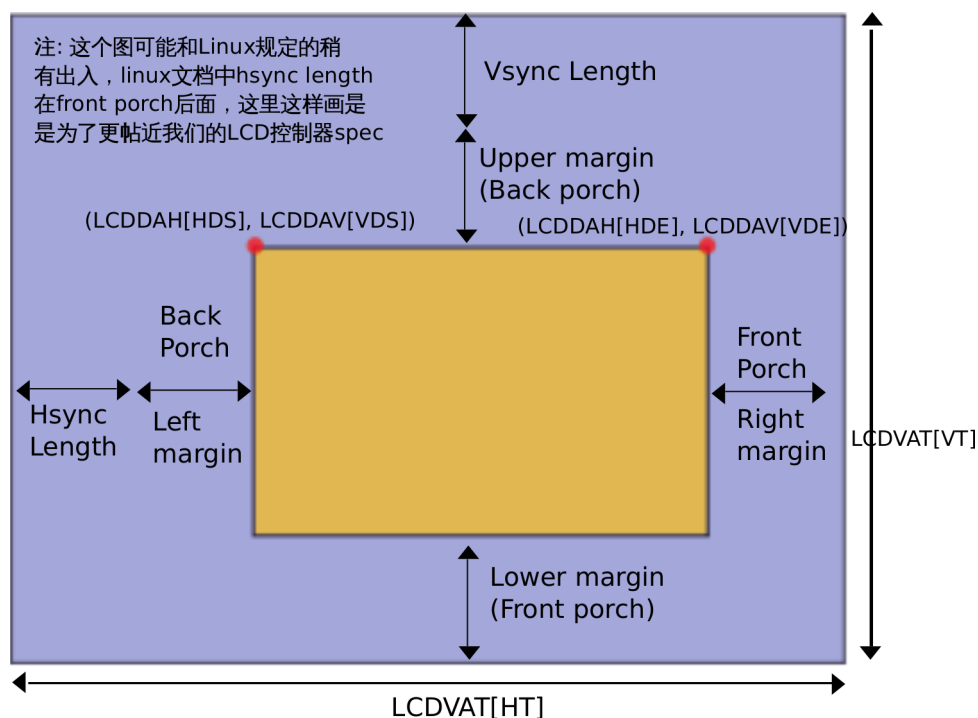 注: 这个图可能和Linux规定的稍
有出入，linux文档中hsync length
在front porch后面，这里这样画是
是为了更帖近我们的LCD控制器spec
Vsync Length
Upper margin
(Back porch)
(LCDDAH[HDS], LCDDAV[VDS])
(LCDDAH[HDE], LCDDAV[VDE])
Back
Porch
Front
Porch
Hsync
Length
Left
margin
Right
margin
LCDVAT[VT]
Lower margin
(Front porch)
LCDVAT[HT]